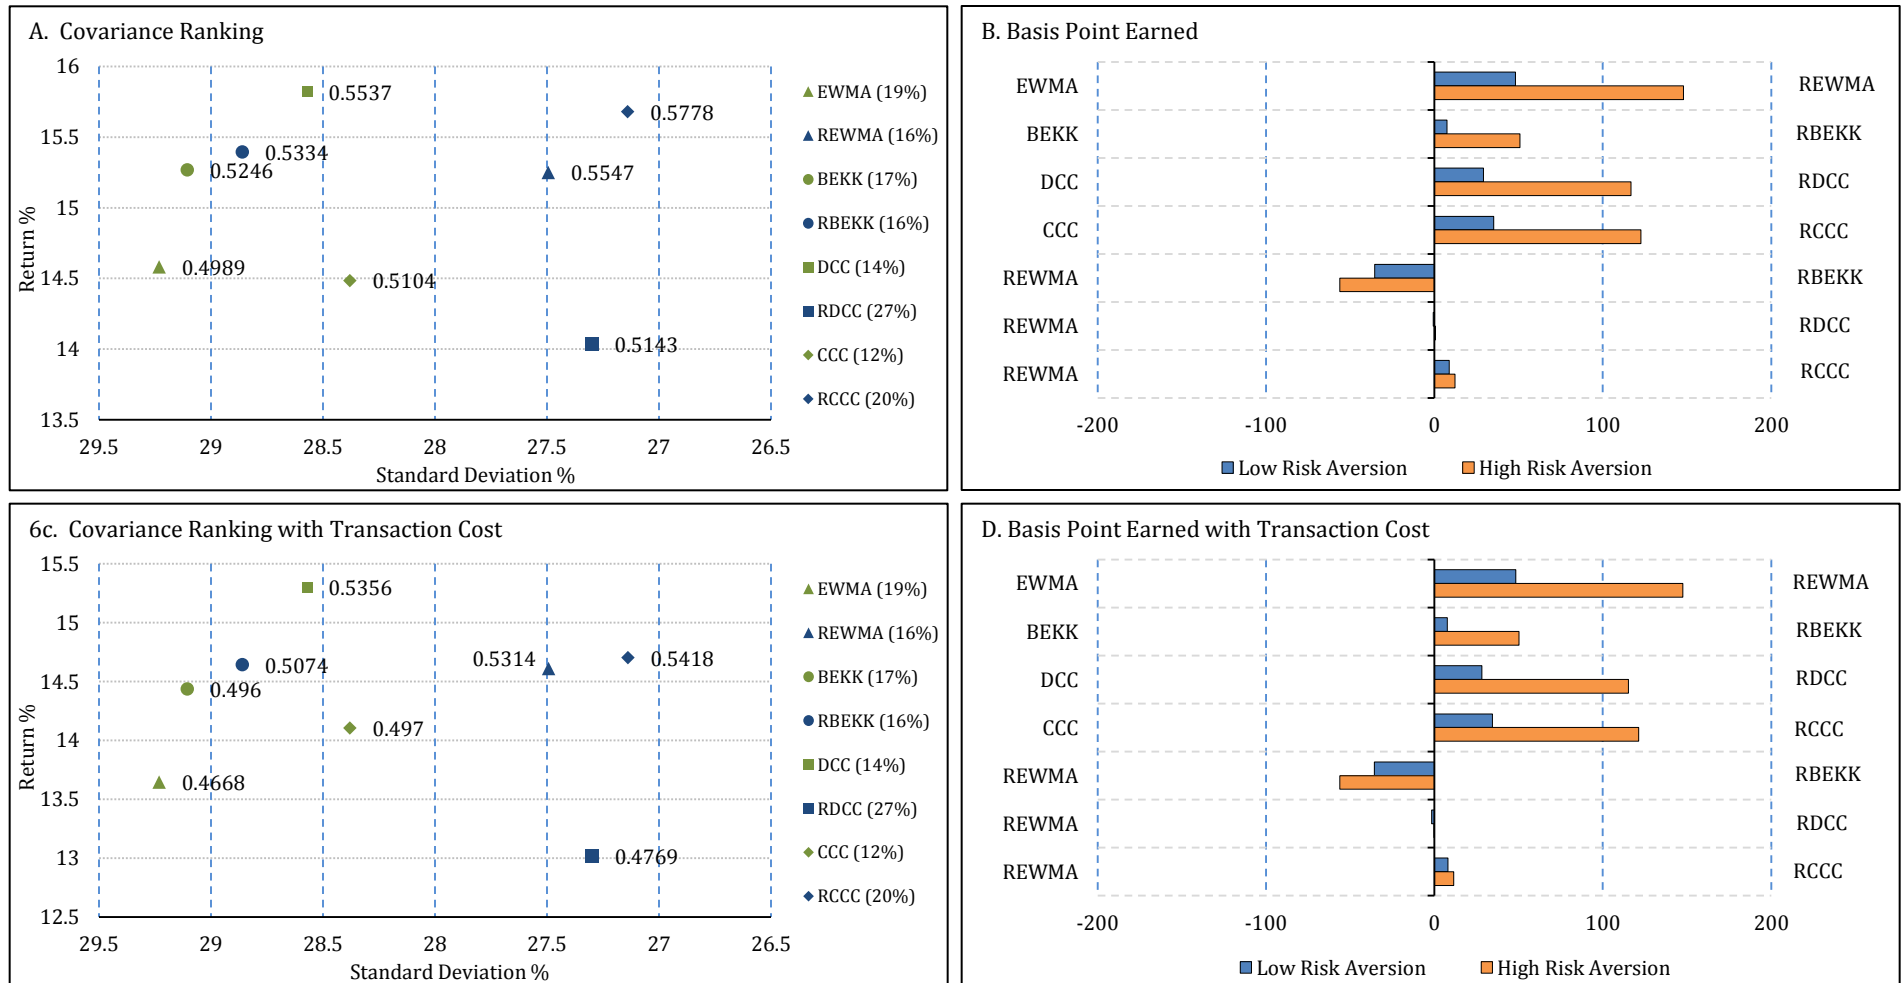 A. Covariance Ranking
16
15.5
15
14.5
14
13.5
Return %
29.5 29 28.5 28 27.5 27 26.5
Standard Deviation %
0.5537
0.5778
0.5334
0.5246
0.5547
0.4989
0.5104
0.5143
EWMA (19%)
REWMA (16%)
BEKK (17%)
RBEKK (16%)
DCC (14%)
RDCC (27%)
CCC (12%)
RCCC (20%)
B. Basis Point Earned
EWMA REWMA
BEKK RBEKK
DCC RDCC
CCC RCCC
REWMA RBEKK
REWMA RDCC
REWMA RCCC
-200 -100 0 100 200
Low Risk Aversion High Risk Aversion
6c. Covariance Ranking with Transaction Cost
15.5
15
14.5
14
13.5
13
12.5
Return %
29.5 29 28.5 28 27.5 27 26.5
Standard Deviation %
0.5356
0.5314
0.5418
0.5074
0.496
0.497
0.4668
0.4769
EWMA (19%)
REWMA (16%)
BEKK (17%)
RBEKK (16%)
DCC (14%)
RDCC (27%)
CCC (12%)
RCCC (20%)
D. Basis Point Earned with Transaction Cost
EWMA REWMA
BEKK RBEKK
DCC RDCC
CCC RCCC
REWMA RBEKK
REWMA RDCC
REWMA RCCC
-200 -100 0 100 200
Low Risk Aversion High Risk Aversion